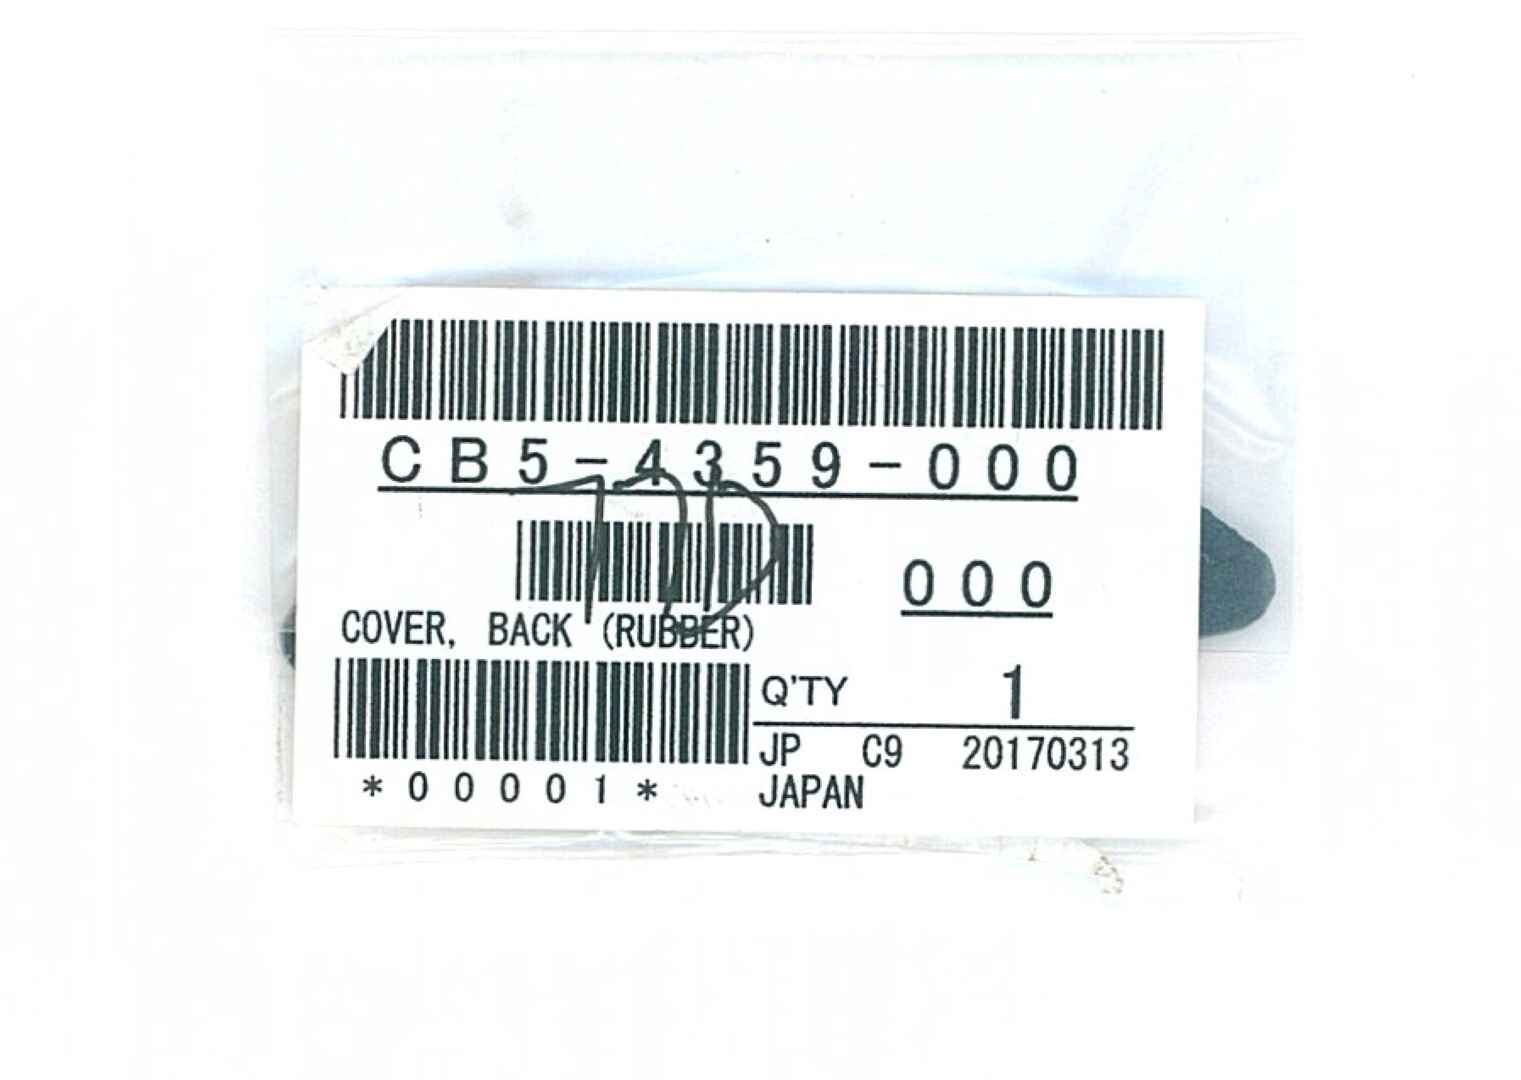 CB5-4359-000
000
COVER, BACK (RUBBER)
Q'TY 1
JP C9 20170313
*00001* JAPAN